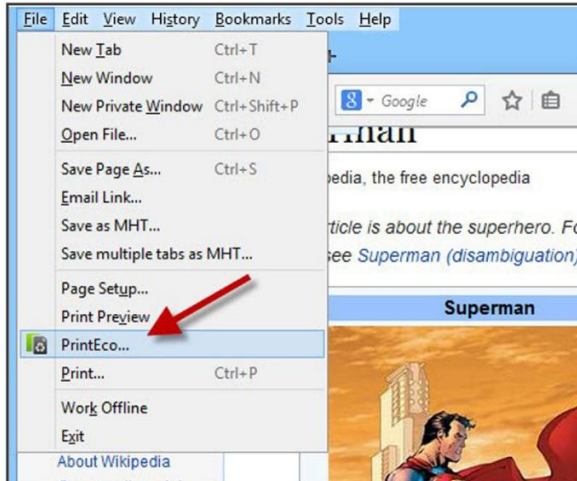 File Edit View History Bookmarks Tools Help
New Tab Ctrl+T
New Window Ctrl+N
New Private Window Ctrl+Shift+P
Open File... Ctrl+O
Save Page As... Ctrl+S
Email Link...
Save as MHT...
Save multiple tabs as MHT...
Page Setup...
Print Preview
PrintEco...
Print... Ctrl+P
Work Offline
Exit
About Wikipedia
8 Google
pedia, the free encyclopedia
rticle is about the superhero. Fo
see Superman (disambiguation)
Superman